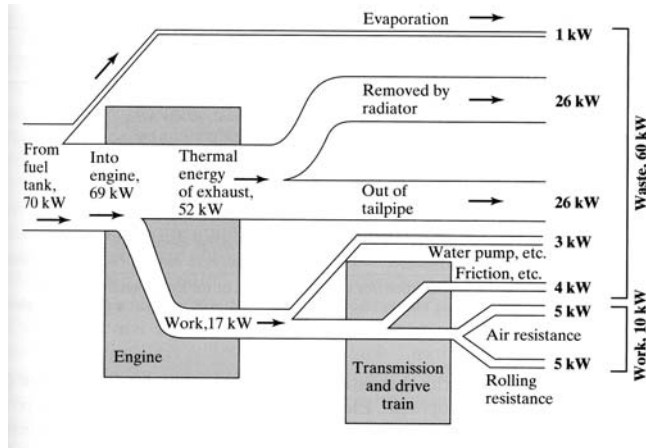 Evaporation
1 kW
Removed by
radiator
26 kW
From
fuel
tank,
70 kW
Into
engine,
69 kW
Thermal
energy
of exhaust,
52 kW
Out of
tailpipe
26 kW
3 kW
Water pump, etc.
Friction, etc.
4 kW
Work,17 kW
5 kW
Air resistance
5 kW
Rolling
resistance
Engine
Transmission
and drive
train
Waste, 60 kW
Work, 10 kW